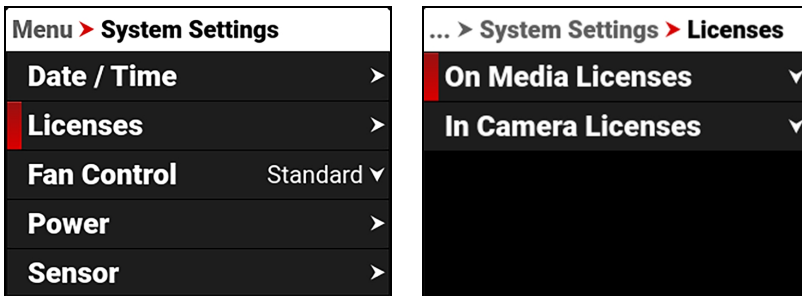 Menu > System Settings
Date / Time
Licenses
Fan Control Standard
Power
Sensor
... > System Settings > Licenses
On Media Licenses
In Camera Licenses